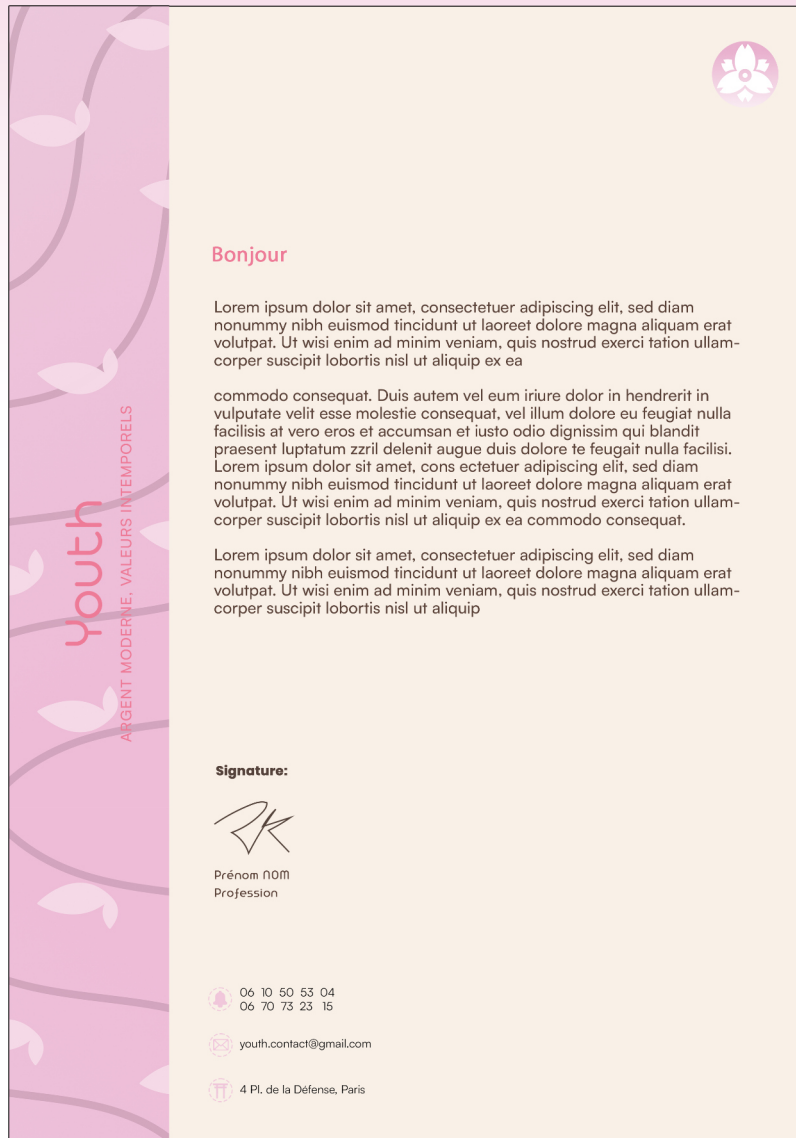 Youth
ARGENT MODERNE, VALEURS INTEMPORELS
Bonjour
Lorem ipsum dolor sit amet, consectetuer adipiscing elit, sed diam
nonummy nibh euismod tincidunt ut laoreet dolore magna aliquam erat
volutpat. Ut wisi enim ad minim veniam, quis nostrud exerci tation ullam-
corper suscipit lobortis nisl ut aliquip ex ea
commodo consequat. Duis autem vel eum iriure dolor in hendrerit in
vulputate velit esse molestie consequat, vel illum dolore eu feugiat nulla
facilisis at vero eros et accumsan et iusto odio dignissim qui blandit
praesent luptatum zzril delenit augue duis dolore te feugait nulla facilisi.
Lorem ipsum dolor sit amet, cons ectetuer adipiscing elit, sed diam
nonummy nibh euismod tincidunt ut laoreet dolore magna aliquam erat
volutpat. Ut wisi enim ad minim veniam, quis nostrud exerci tation ullam-
corper suscipit lobortis nisl ut aliquip ex ea commodo consequat.
Lorem ipsum dolor sit amet, consectetuer adipiscing elit, sed diam
nonummy nibh euismod tincidunt ut laoreet dolore magna aliquam erat
volutpat. Ut wisi enim ad minim veniam, quis nostrud exerci tation ullam-
corper suscipit lobortis nisl ut aliquip
Signature:
Prénom NOM
Profession
06 10 50 53 04
06 70 73 23 15
youth.contact@gmail.com
4 Pl. de la Défense, Paris